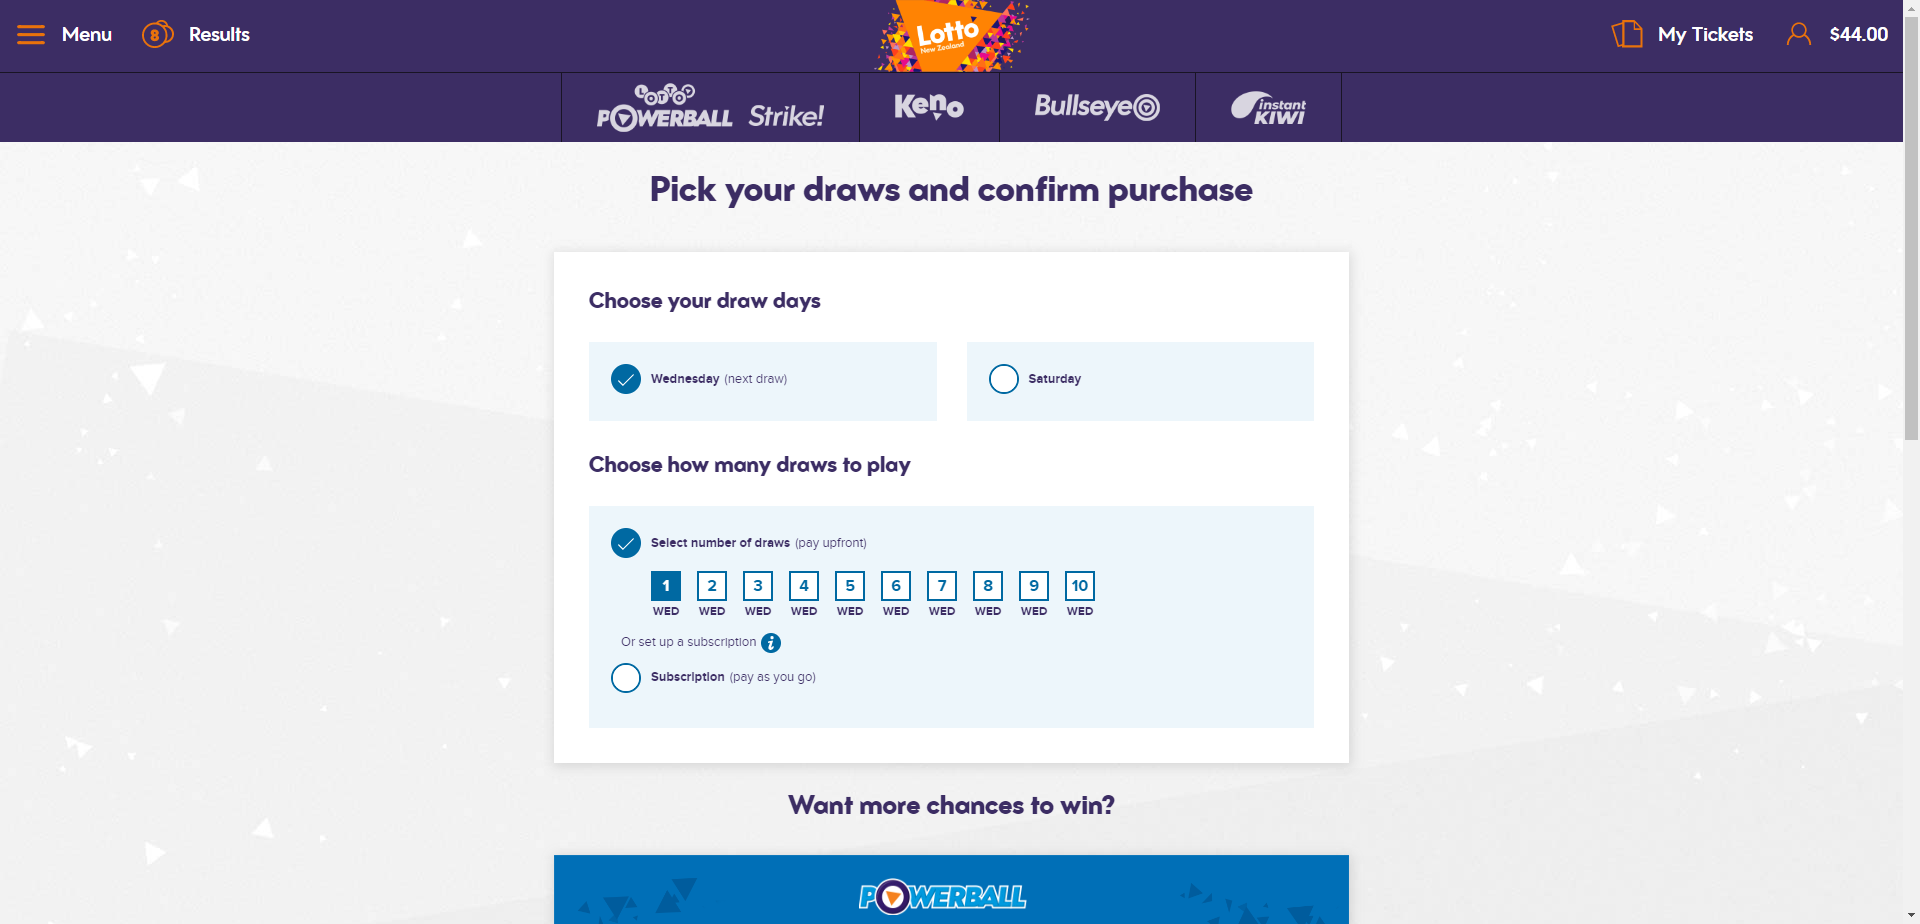 Menu
8
Results
Lotto
New Zealand
My Tickets
$44.00
LOTTO
POWERBALL Strike!
Keno
Bullseye
instant
KIWI
Pick your draws and confirm purchase
Choose your draw days
Wednesday (next draw)
Saturday
Choose how many draws to play
Select number of draws (pay upfront)
1 2 3 4 5 6 7 8 9 10
WED WED WED WED WED WED WED WED WED WED
Or set up a subscription i
Subscription (pay as you go)
Want more chances to win?
POWERBALL